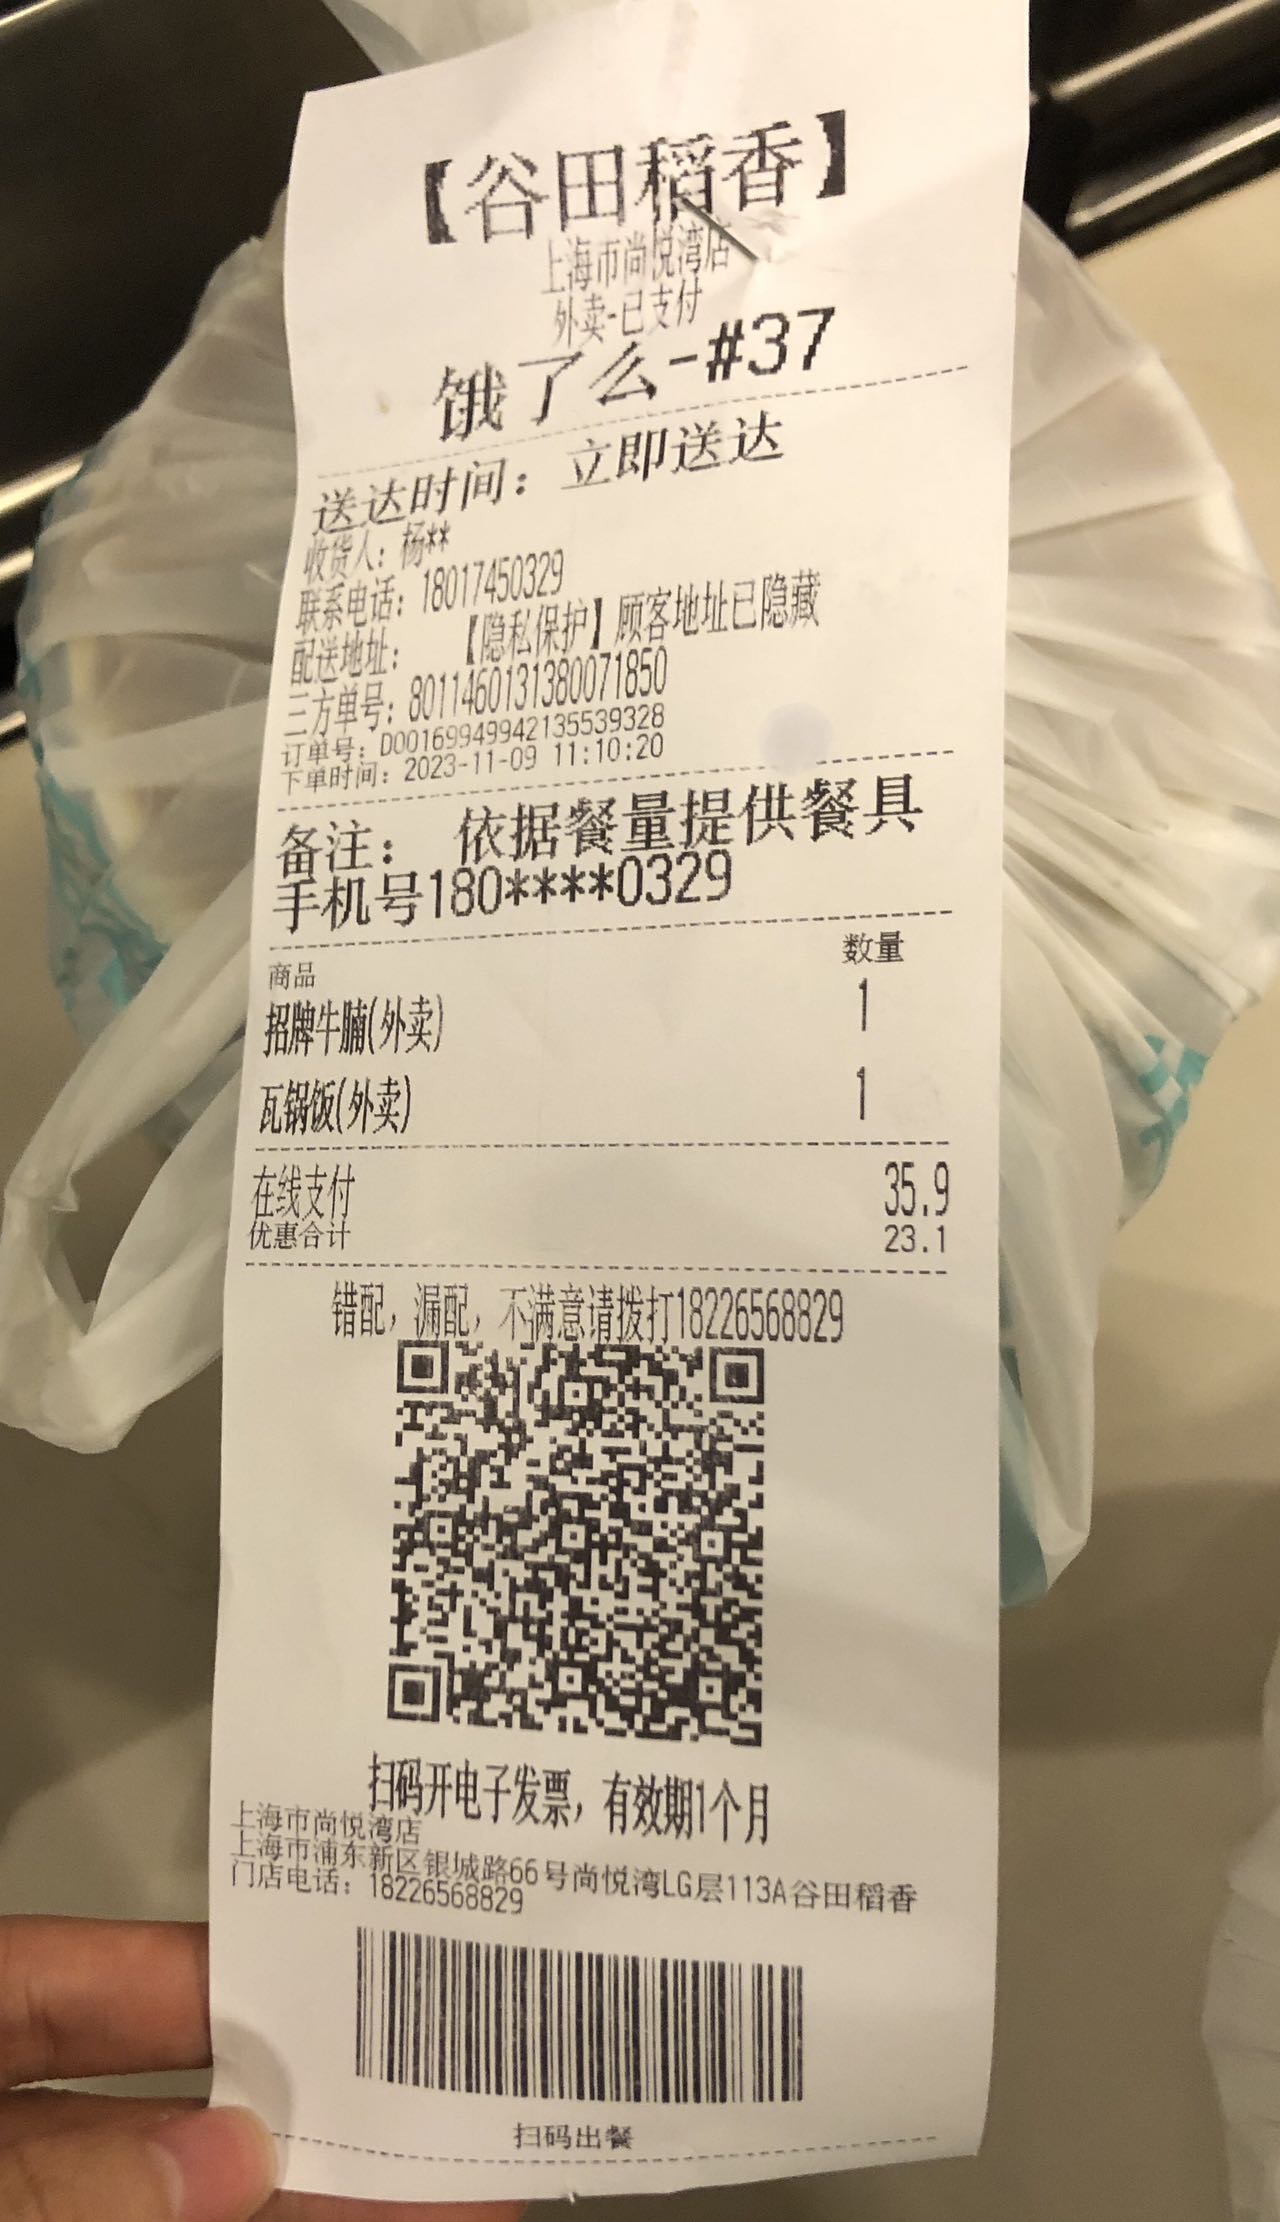 【谷田稻香】
上海市尚悦湾店
外卖-已支付
饿了么-#37
送达时间：立即送达
收货人：杨**
联系电话：18017450329
配送地址：【隐私保护】顾客地址已隐藏
三方单号：8011460131380071850
订单号：D00169949942135539328
下单时间：2023-11-09 11:10:20
备注：依据餐量提供餐具
手机号180****0329
商品 数量
招牌牛腩(外卖) 1
瓦锅饭(外卖) 1
在线支付 35.9
优惠合计 23.1
错配，漏配，不满意请拨打18226568829
扫码开电子发票，有效期1个月
上海市尚悦湾店
上海市浦东新区银城路66号尚悦湾LG层113A谷田稻香
门店电话：18226568829
扫码出餐